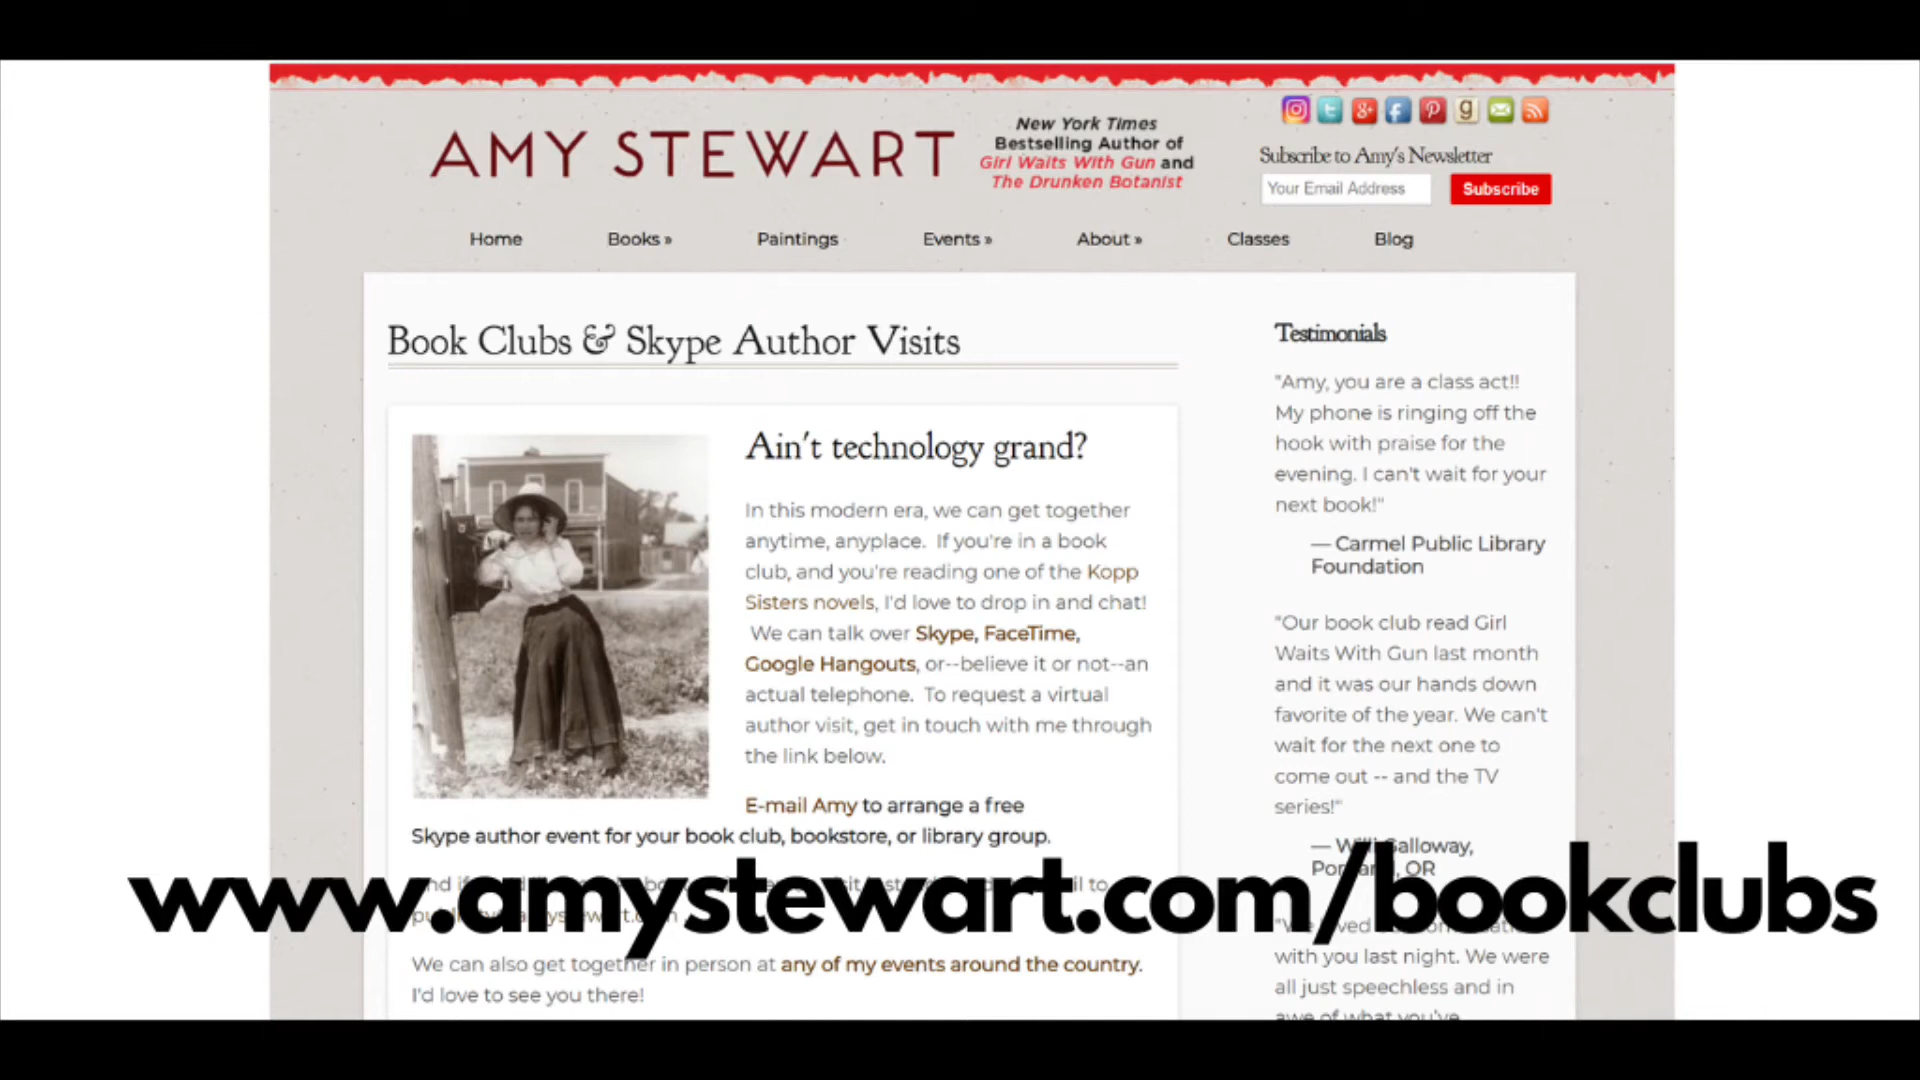 AMY STEWART
New York Times
Bestselling Author of
Girl Waits With Gun and
The Drunken Botanist
Subscribe to Amy's Newsletter
Your Email Address
Subscribe
Home
Books »
Paintings
Events »
About »
Classes
Blog
Book Clubs & Skype Author Visits
Ain't technology grand?
In this modern era, we can get together
anytime, anyplace. If you're in a book
club, and you're reading one of the Kopp
Sisters novels, I'd love to drop in and chat!
We can talk over Skype, FaceTime,
Google Hangouts, or--believe it or not--an
actual telephone. To request a virtual
author visit, get in touch with me through
the link below.
E-mail Amy to arrange a free
Skype author event for your book club, bookstore, or library group.
www.amystewart.com/bookclubs
We can also get together in person at any of my events around the country.
I'd love to see you there!
Testimonials
"Amy, you are a class act!!
My phone is ringing off the
hook with praise for the
evening. I can't wait for your
next book!"
— Carmel Public Library
Foundation
"Our book club read Girl
Waits With Gun last month
and it was our hands down
favorite of the year. We can't
wait for the next one to
come out -- and the TV
series!"
— Willi Galloway,
Portland, OR
with you last night. We were
all just speechless and in
awe of what you've